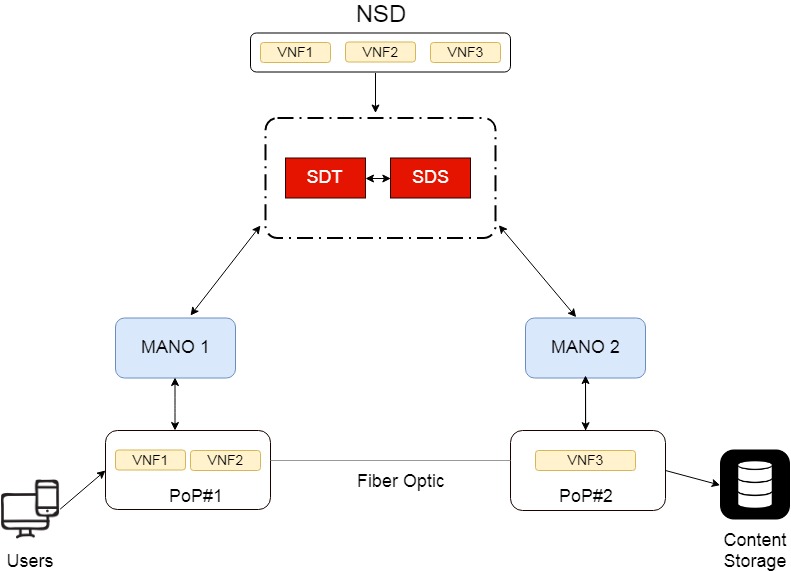 NSD
VNF1 VNF2 VNF3
SDT SDS
MANO 1 MANO 2
VNF1 VNF2 VNF3
Fiber Optic
PoP#1 PoP#2
Users
Content
Storage